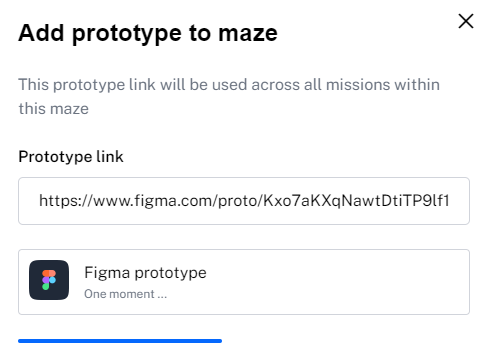 Add prototype to maze
This prototype link will be used across all missions within
this maze
Prototype link
https://www.figma.com/proto/Kxo7aKXqNawtDtiTP9lf1
Figma prototype
One moment ...